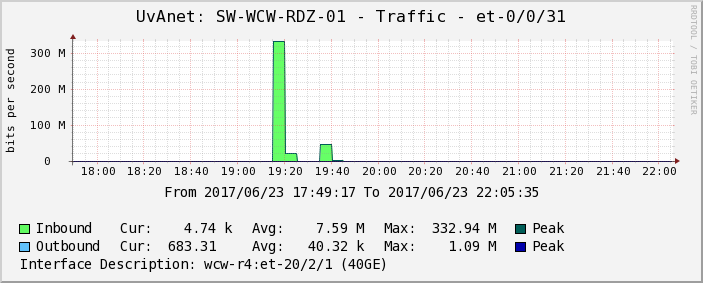 UvAnet: SW-WCW-RDZ-01 - Traffic - et-0/0/31
RRDTOOL / TOBI OETIKER
bits per second
300 M
200 M
100 M
0
18:00 18:20 18:40 19:00 19:20 19:40 20:00 20:20 20:40 21:00 21:20 21:40 22:00
From 2017/06/23 17:49:17 To 2017/06/23 22:05:35
Inbound Cur: 4.74 k Avg: 7.59 M Max: 332.94 M Peak
Outbound Cur: 683.31 Avg: 40.32 k Max: 1.09 M Peak
Interface Description: wcw-r4:et-20/2/1 (40GE)